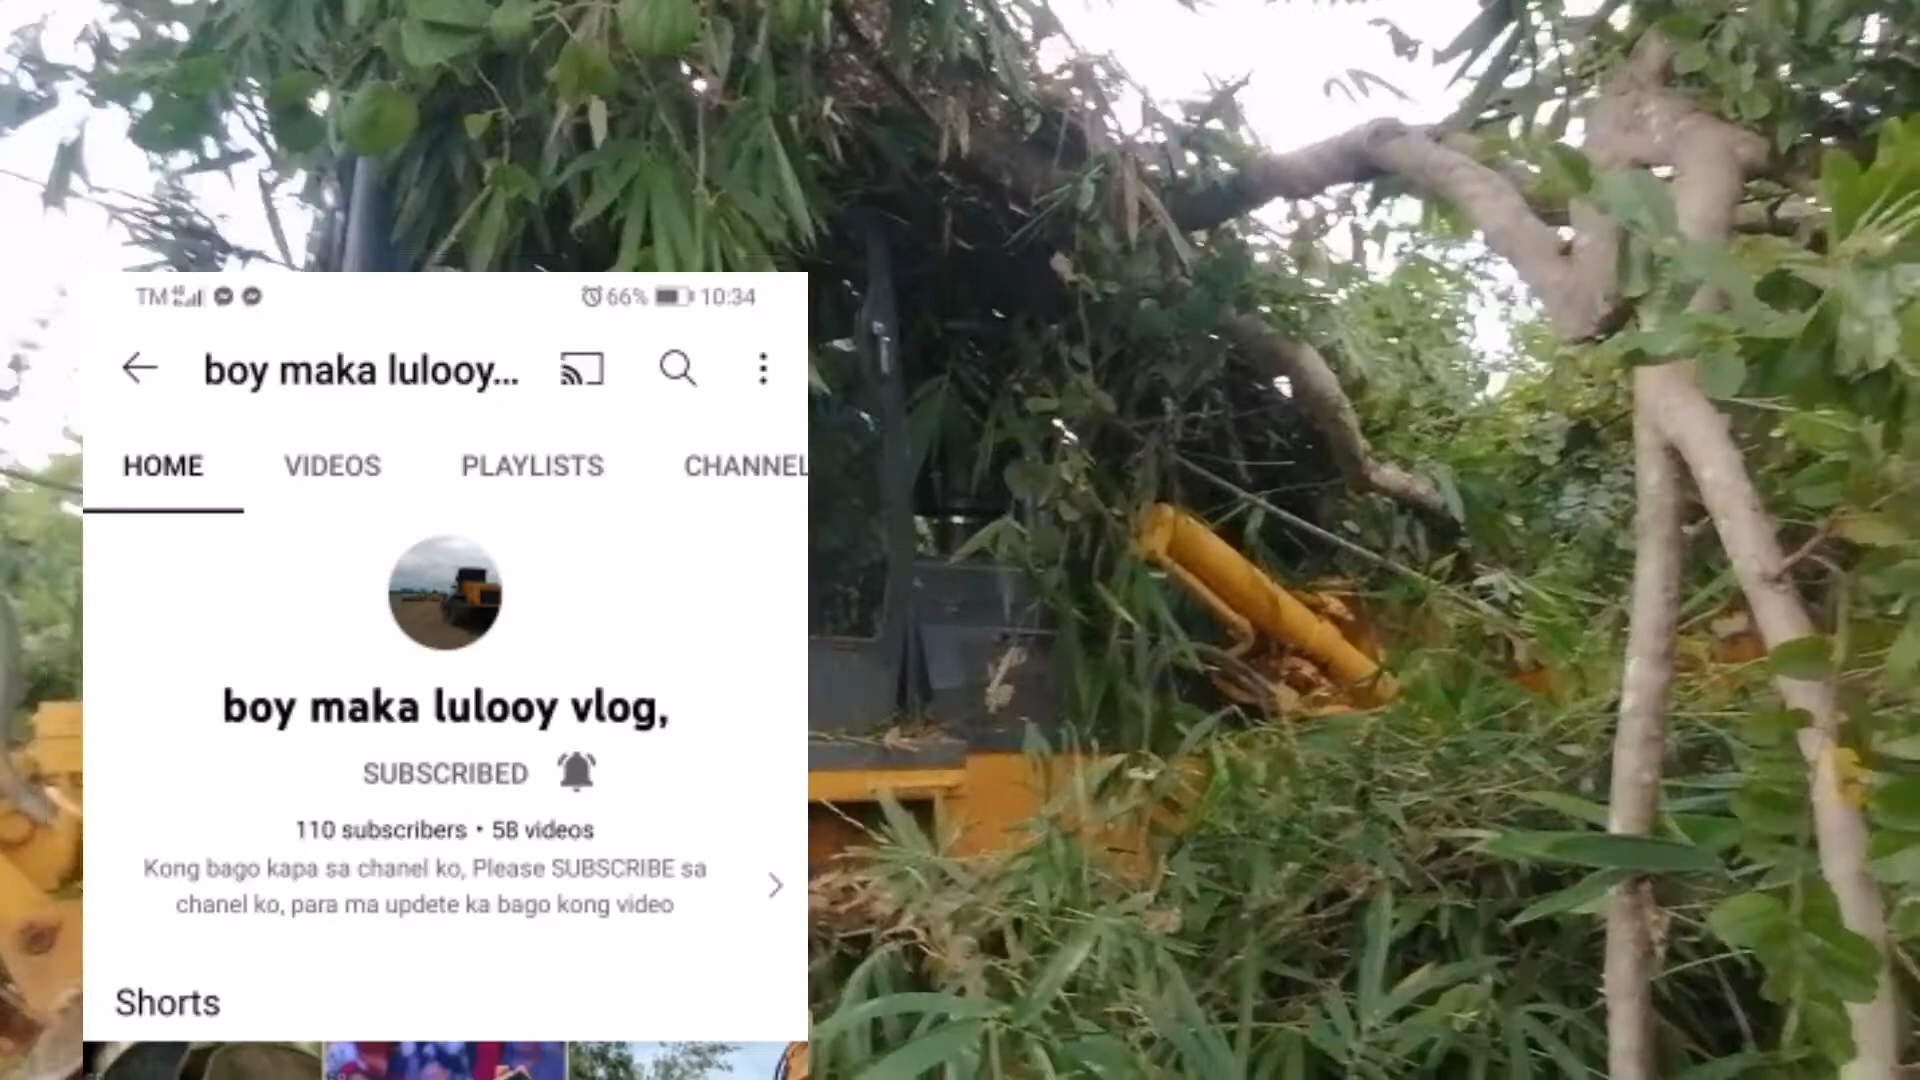 TM 4G 66% 10:34
boy maka lulooy...
HOME VIDEOS PLAYLISTS CHANNEL
boy maka lulooy vlog,
SUBSCRIBED
110 subscribers • 58 videos
Kong bago kapa sa chanel ko, Please SUBSCRIBE sa
chanel ko, para ma updete ka bago kong video
Shorts